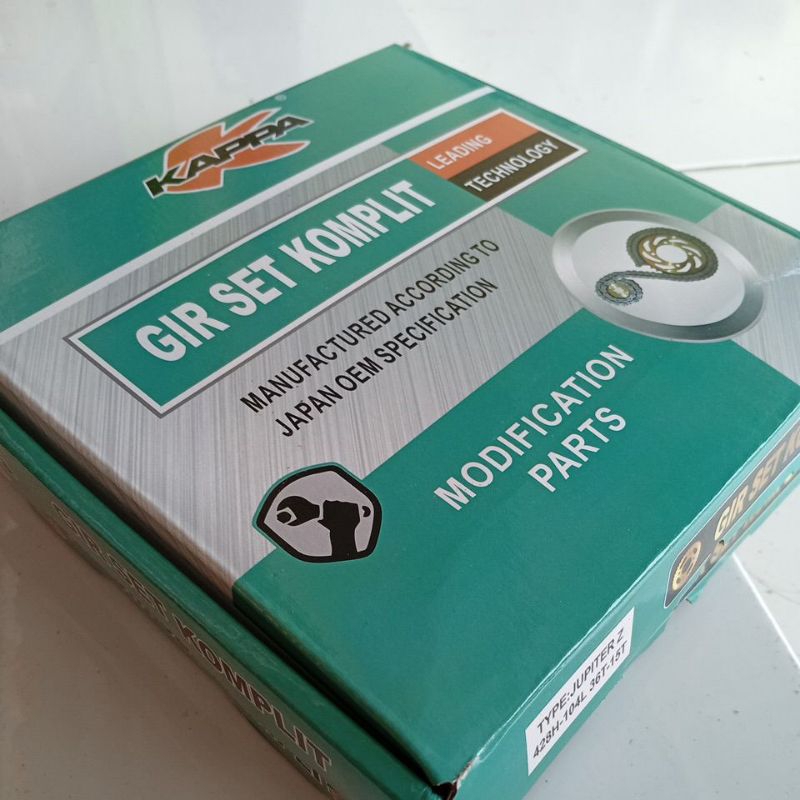 KAPPA
®
LEADING
TECHNOLOGY
GIR SET KOMPLIT
MANUFACTURED ACCORDING TO
JAPAN OEM SPECIFICATION
MODIFICATION
PARTS
GIR SET KOMPLIT
GIR SET
TYPE:JUPITER Z
428H-104L 36T-15T